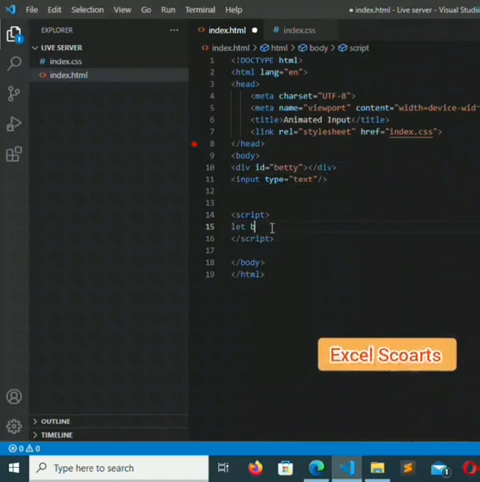 File Edit Selection View Go Run Terminal Help
● index.html - Live server - Visual Studi
EXPLORER ···
index.html ●
# index.css
LIVE SERVER
# index.css
index.html
index.html > html > body > script
1 <!DOCTYPE html>
2 <html lang="en">
3 <head>
4 <meta charset="UTF-8">
5 <meta name="viewport" content="width=device-wid
6 <title>Animated Input</title>
7 <link rel="stylesheet" href="index.css">
8 </head>
9 <body>
10 <div id="betty"></div>
11 <input type="text"/>
12
13
14 <script>
15 let b
16 </script>
17
18 </body>
19 </html>
Excel Scoarts
OUTLINE
TIMELINE
0 0
Type here to search
1